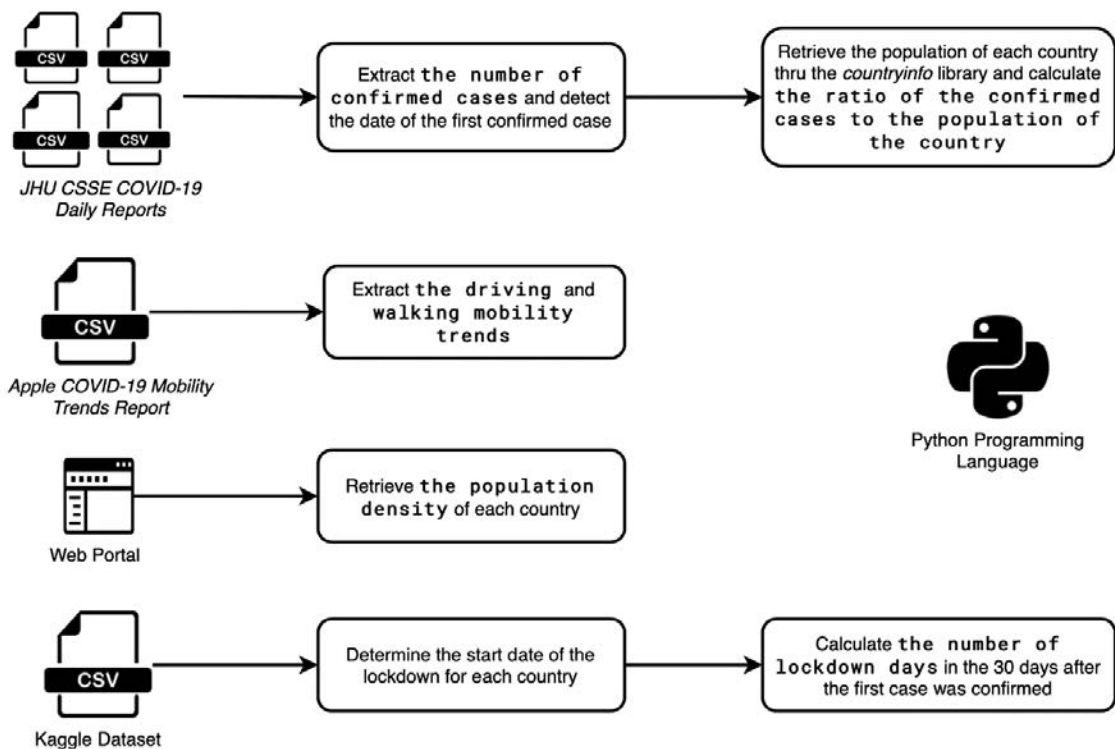 CSV
CSV
CSV
CSV
JHU CSSE COVID-19
Daily Reports
Extract the number of
confirmed cases and detect
the date of the first confirmed case
Retrieve the population of each country
thru the countryinfo library and calculate
the ratio of the confirmed
cases to the population of
the country
CSV
Apple COVID-19 Mobility
Trends Report
Extract the driving and
walking mobility
trends
Python Programming
Language
Web Portal
Retrieve the population
density of each country
CSV
Kaggle Dataset
Determine the start date of the
lockdown for each country
Calculate the number of
lockdown days in the 30 days after
the first case was confirmed